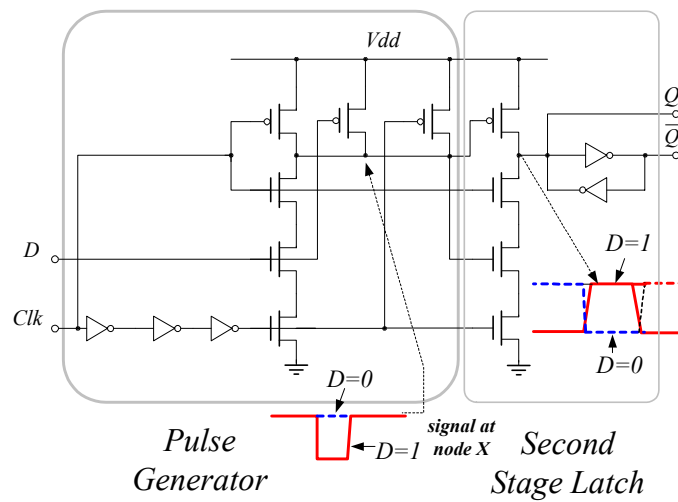 Vdd
Q
Q
D
Clk
D=1
D=0
D=0
D=1
signal at
node X
Pulse
Generator
Second
Stage Latch